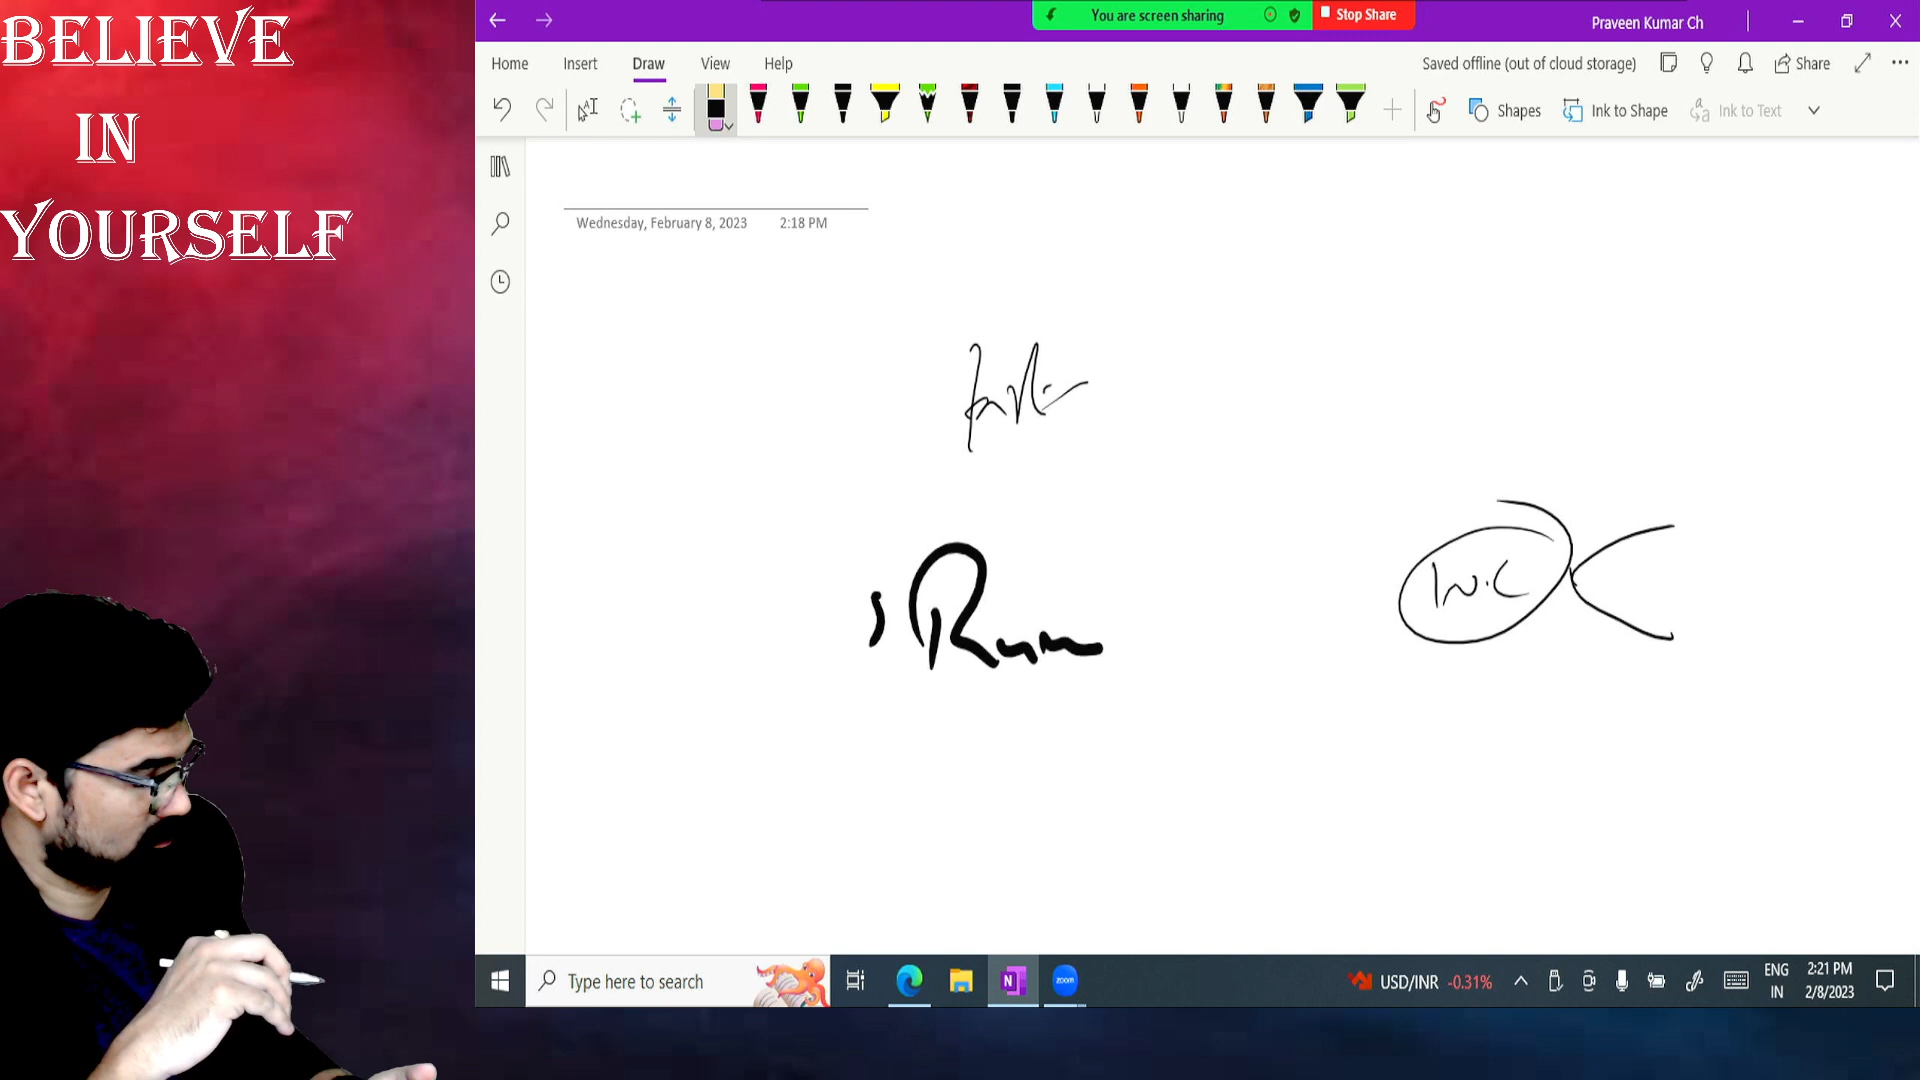 BELIEVE
IN
YOURSELF
You are screen sharing
Stop Share
Praveen Kumar Ch
Home Insert Draw View Help
Saved offline (out of cloud storage)
Share
Shapes
Ink to Shape
Ink to Text
Wednesday, February 8, 2023 2:18 PM
W.C
Type here to search
N
zoom
USD/INR -0.31%
ENG
IN
2:21 PM
2/8/2023